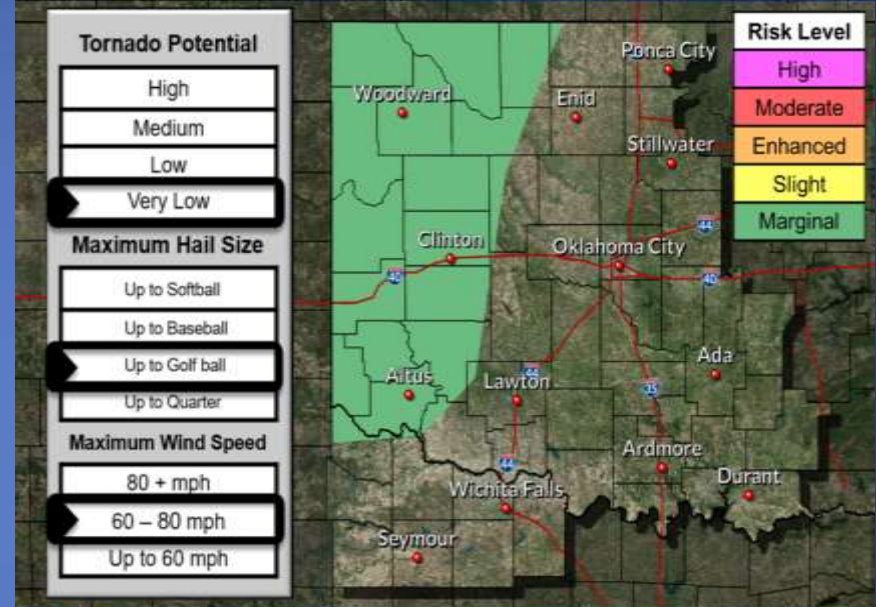 Tornado Potential
High
Medium
Low
Very Low
Maximum Hail Size
Up to Softball
Up to Baseball
Up to Golf ball
Up to Quarter
Maximum Wind Speed
80 + mph
60 – 80 mph
Up to 60 mph
Ponca City
Woodward
Enid
Stillwater
44
Clinton
Oklahoma City
40
40
Ada
Altus
44
Lawton
35
Ardmore
44
Durant
Wichita Falls
Seymour
Risk Level
High
Moderate
Enhanced
Slight
Marginal